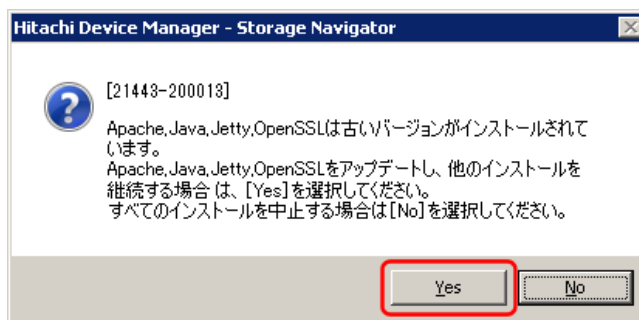 Hitachi Device Manager - Storage Navigator
[21443-200013]
Apache,Java,Jetty,OpenSSLは古いバージョンがインストールされて
います。
Apache,Java,Jetty,OpenSSLをアップデートし、他のインストールを
継続する場合 は、[Yes]を選択してください。
すべてのインストールを中止する場合は[No]を選択してください。
Yes
No